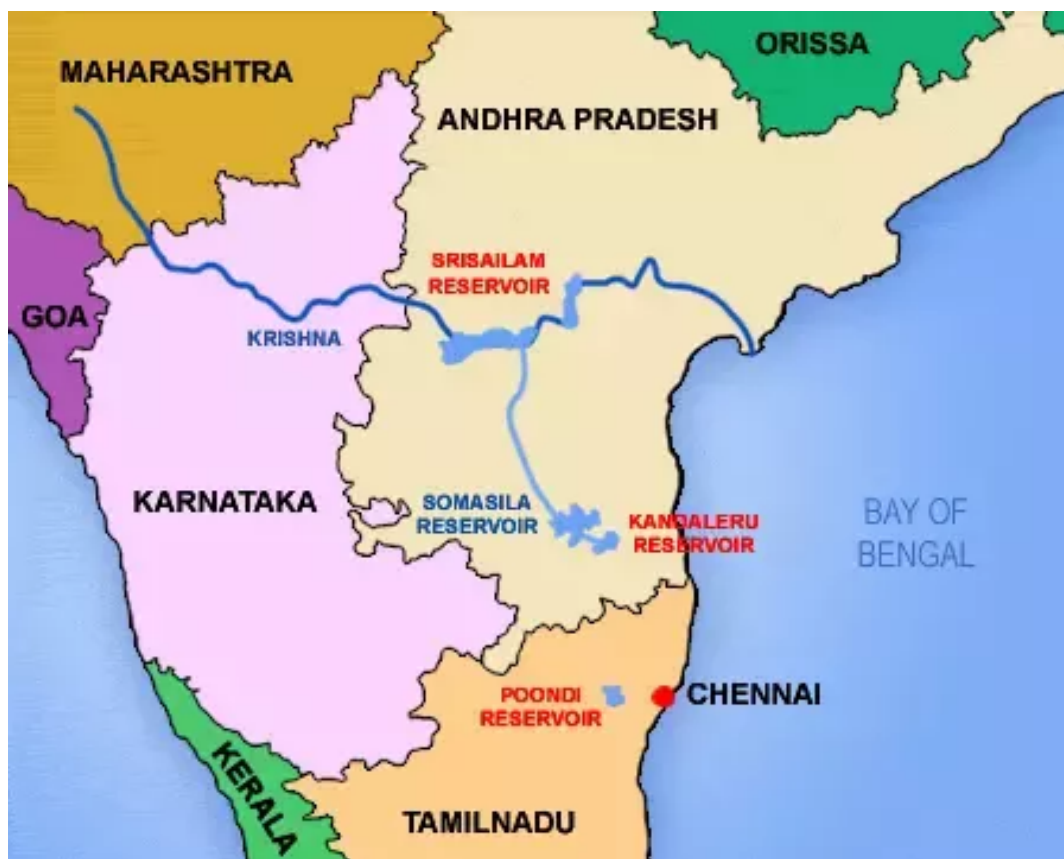 ORISSA
MAHARASHTRA
ANDHRA PRADESH
SRISAILAM
RESERVOIR
GOA
KRISHNA
KARNATAKA
SOMASILA
RESERVOIR
KANDALERU
RESERVOIR
BAY OF
BENGAL
POONDI
RESERVOIR
CHENNAI
KERALA
TAMILNADU